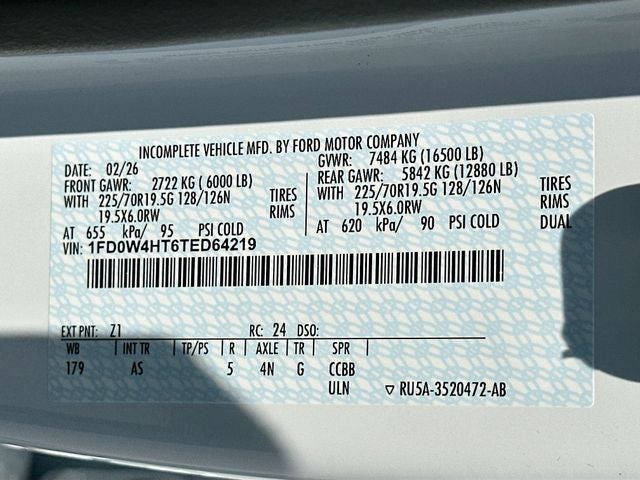 INCOMPLETE VEHICLE MFD. BY FORD MOTOR COMPANY
DATE: 02/26 GVWR: 7484 KG (16500 LB)
FRONT GAWR: 2722 KG ( 6000 LB) REAR GAWR: 5842 KG (12880 LB)
WITH 225/70R19.5G 128/126N TIRES WITH 225/70R19.5G 128/126N TIRES
19.5X6.0RW RIMS 19.5X6.0RW RIMS
AT 655 kPa/ 95 PSI COLD AT 620 kPa/ 90 PSI COLD DUAL
VIN: 1FD0W4HT6TED64219
EXT PNT: Z1 RC: 24 DSO:
WB | INT TR | TP/PS | R | AXLE | TR | SPR |
179 AS 5 4N G CCBB
ULN ▽ RU5A-3520472-AB